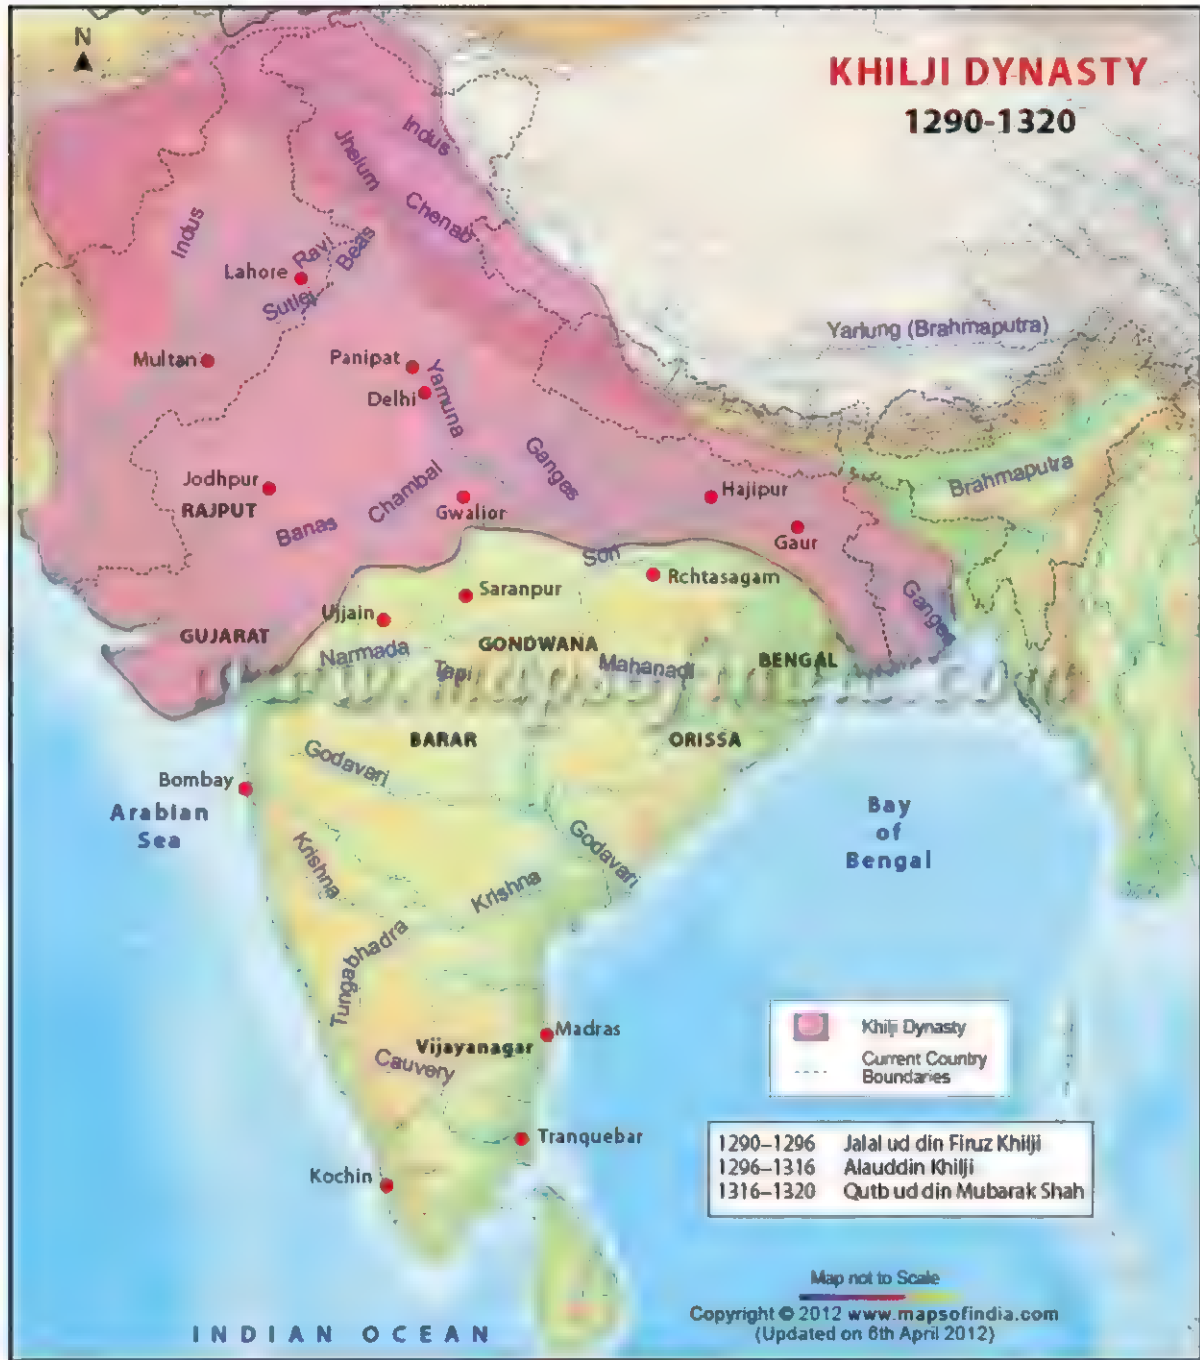 N
KHILJI DYNASTY
1290-1320
Indus
Jhelum
Chenab
Indus
Ravi
Beas
Lahore
Sutlej
Yarlung (Brahmaputra)
Multan
Panipat
Delhi
Yamuna
Ganges
Brahmaputra
Jodhpur
RAJPUT
Chambal
Banas
Gwalior
Hajipur
Gaur
Son
Rchtasagam
Saranpur
Ujjain
Ganges
GUJARAT
Narmada
GONDWANA
Tapi
Mahanadi
BENGAL
www.mapsofindia.com
BARAR
ORISSA
Godavari
Bombay
Arabian
Sea
Bay
of
Bengal
Godavari
Krishna
Krishna
Tungabhadra
Madras
Vijayanagar
Cauvery
Tranquebar
Kochin
Khilji Dynasty
Current Country
Boundaries
1290–1296 Jalal ud din Firuz Khilji
1296–1316 Alauddin Khilji
1316–1320 Qutb ud din Mubarak Shah
Map not to Scale
Copyright © 2012 www.mapsofindia.com
(Updated on 6th April 2012)
INDIAN OCEAN